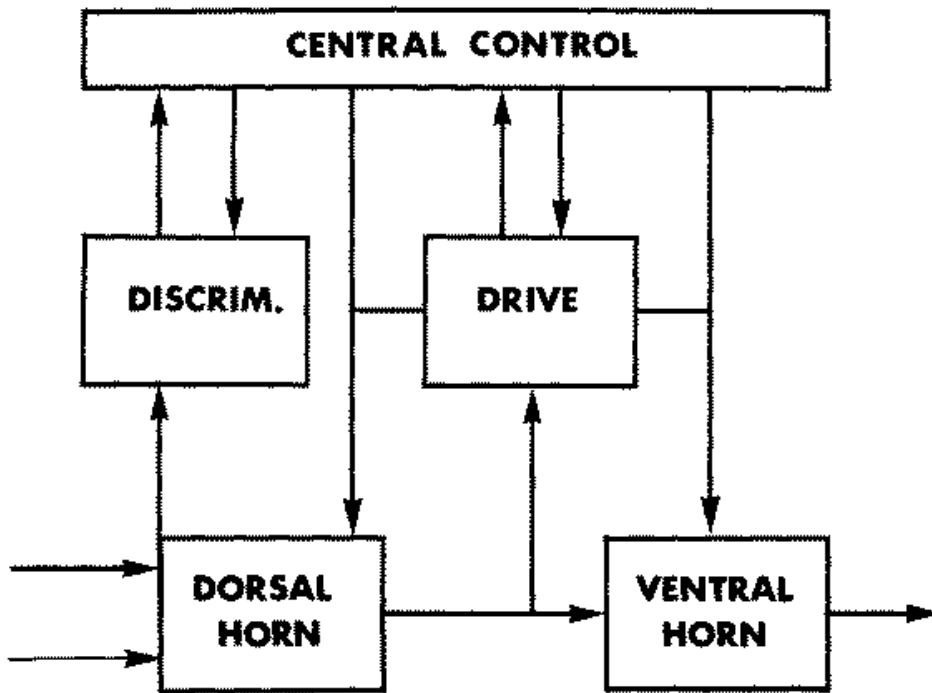 CENTRAL CONTROL
DISCRIM.
DRIVE
DORSAL
HORN
VENTRAL
HORN